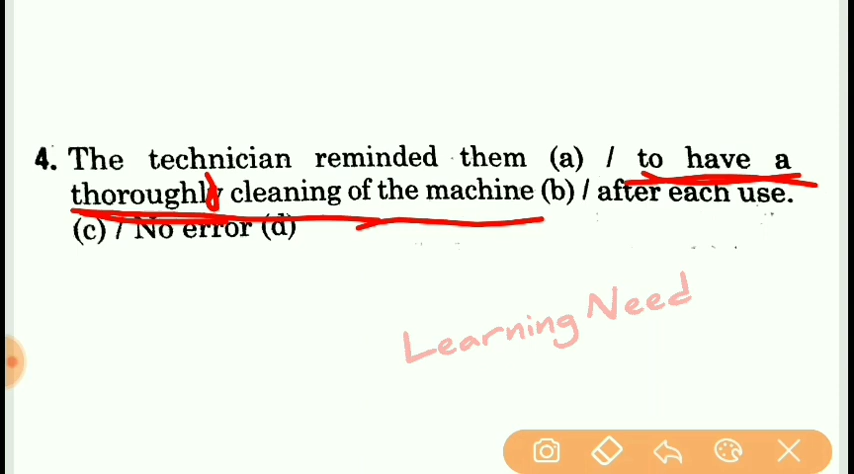 4. The technician reminded them (a) / to have a
thoroughly cleaning of the machine (b) / after each use.
(c) / No error (d)
Learning Need